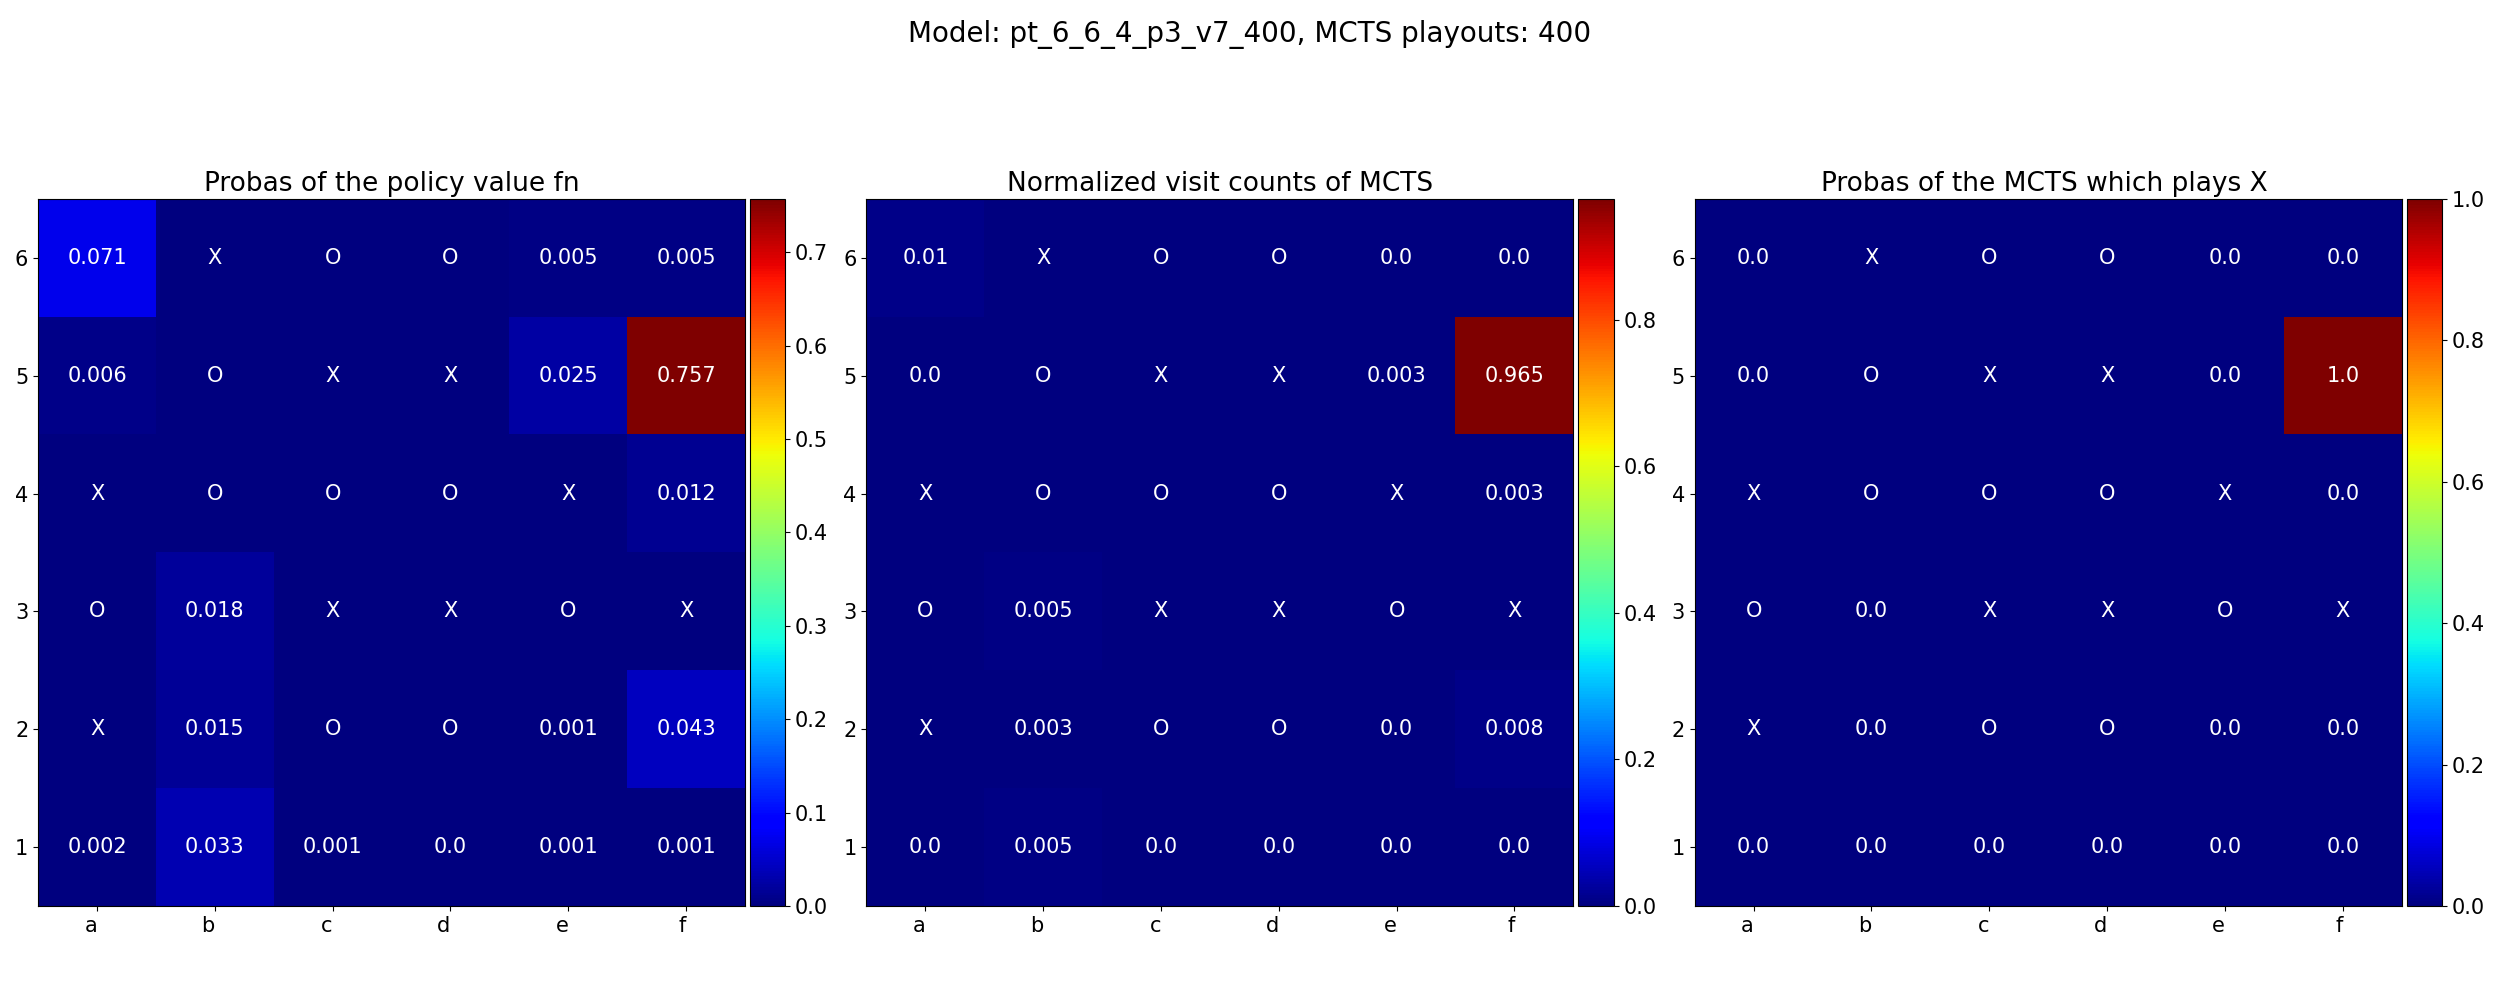 Model: pt_6_6_4_p3_v7_400, MCTS playouts: 400
Probas of the policy value fn
6 0.071 X O O 0.005 0.005
5 0.006 O X X 0.025 0.757
4 X O O O X 0.012
3 O 0.018 X X O X
2 X 0.015 O O 0.001 0.043
1 0.002 0.033 0.001 0.0 0.001 0.001
a b c d e f
0.7
0.6
0.5
0.4
0.3
0.2
0.1
0.0
Normalized visit counts of MCTS
6 0.01 X O O 0.0 0.0
5 0.0 O X X 0.003 0.965
4 X O O O X 0.003
3 O 0.005 X X O X
2 X 0.003 O O 0.0 0.008
1 0.0 0.005 0.0 0.0 0.0 0.0
a b c d e f
0.8
0.6
0.4
0.2
0.0
Probas of the MCTS which plays X
6 0.0 X O O 0.0 0.0
5 0.0 O X X 0.0 1.0
4 X O O O X 0.0
3 O 0.0 X X O X
2 X 0.0 O O 0.0 0.0
1 0.0 0.0 0.0 0.0 0.0 0.0
a b c d e f
1.0
0.8
0.6
0.4
0.2
0.0